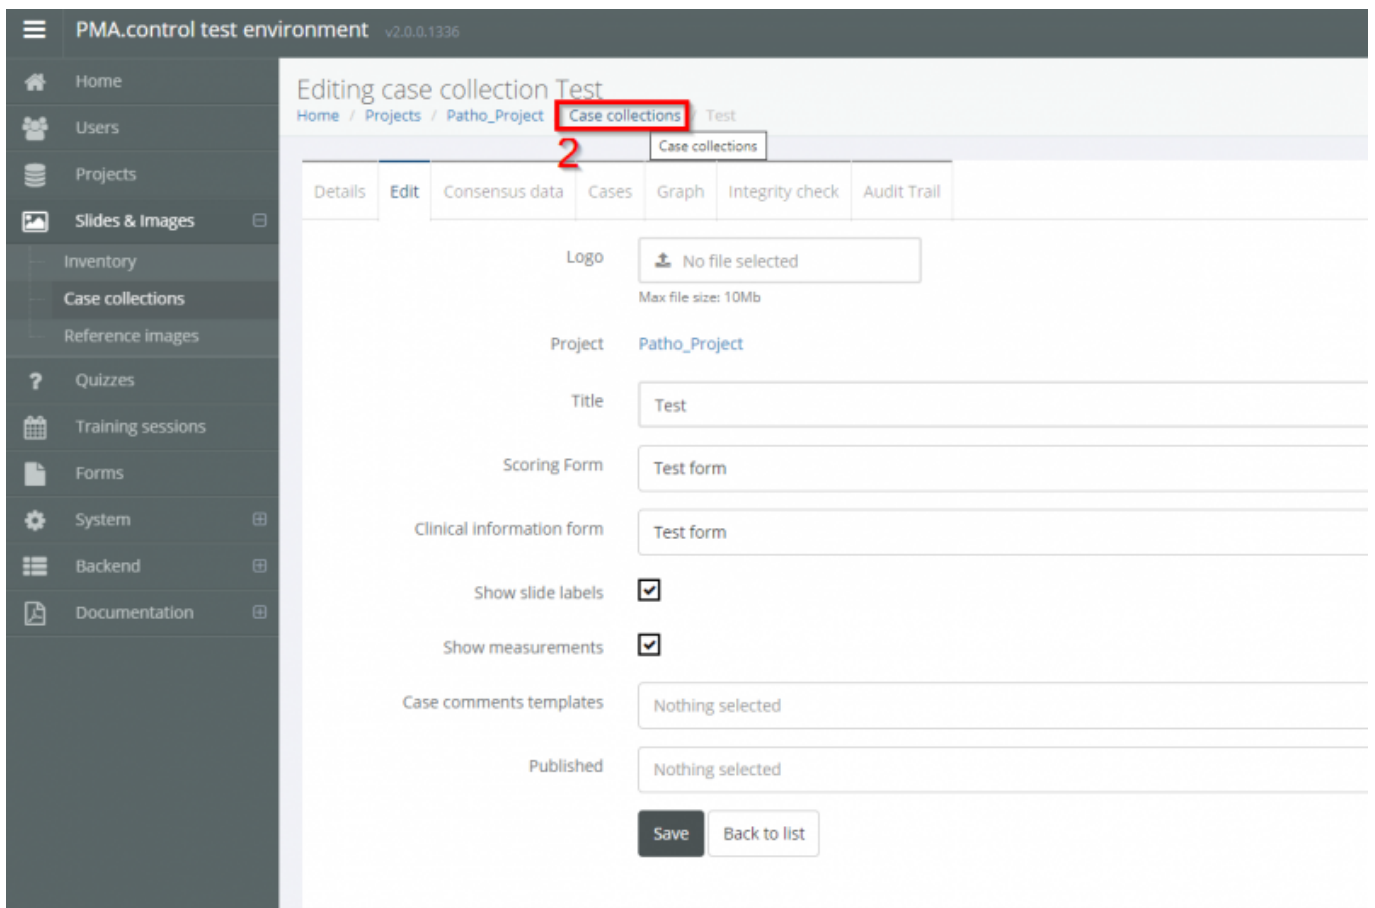 PMA.control test environment v2.0.0.1336
Home
Users
Projects
Slides & Images
Inventory
Case collections
Reference images
Quizzes
Training sessions
Forms
System
Backend
Documentation
Editing case collection Test
Home / Projects / Patho_Project Case collections / Test
2
Case collections
Details Edit Consensus data Cases Graph Integrity check Audit Trail
Logo No file selected
Max file size: 10Mb
Project Patho_Project
Title Test
Scoring Form Test form
Clinical information form Test form
Show slide labels
Show measurements
Case comments templates Nothing selected
Published Nothing selected
Save Back to list